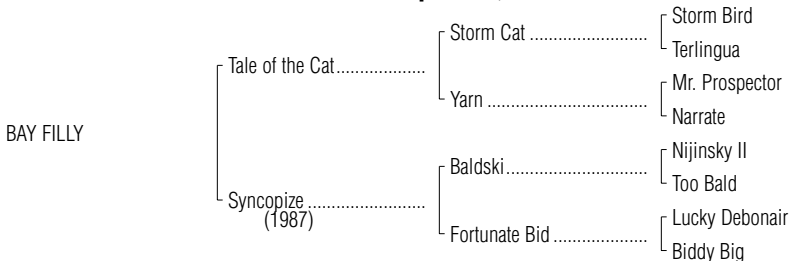 Storm Bird
Storm Cat ..........................
Terlingua
Tale of the Cat....................
Mr. Prospector
Yarn ....................................
Narrate
BAY FILLY
Nijinsky II
Baldski................................
Too Bald
Syncopize ..........................
(1987)
Lucky Debonair
Fortunate Bid .....................
Biddy Big